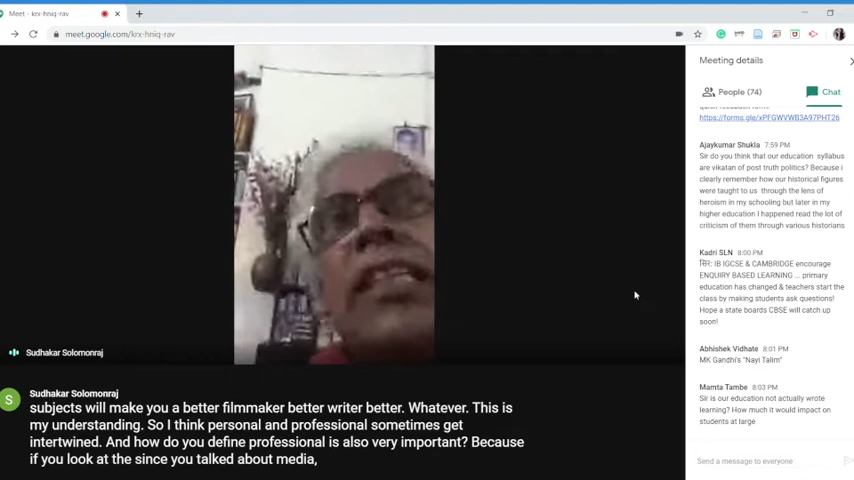 Meet - krx-hniq-rav
meet.google.com/krx-hniq-rav
Meeting details
People (74)
Chat
https://forms.gle/xPFGWVWB3A97PHT26
Ajaykumar Shukla 7:59 PM
Sir do you think that our education syllabus
are vikatan of post truth politics? Because i
clearly remember how our historical figures
were taught to us through the lens of
heroism in my schooling but later in my
higher education I happened read the lot of
criticism of them through various historians
Kadri SLN 8:00 PM
IB IGCSE & CAMBRIDGE encourage
ENQUIRY BASED LEARNING ... primary
education has changed & teachers start the
class by making students ask questions!
Hope a state boards CBSE will catch up
soon!
Abhishek Vidhate 8:01 PM
MK Gandhi's "Nayi Talim"
Mamta Tambe 8:03 PM
Sir is our education not actually wrote
learning? How much it would impact on
students at large
Send a message to everyone
Sudhakar Solomonraj
S
Sudhakar Solomonraj
subjects will make you a better filmmaker better writer better. Whatever. This is
my understanding. So I think personal and professional sometimes get
intertwined. And how do you define professional is also very important? Because
if you look at the since you talked about media,